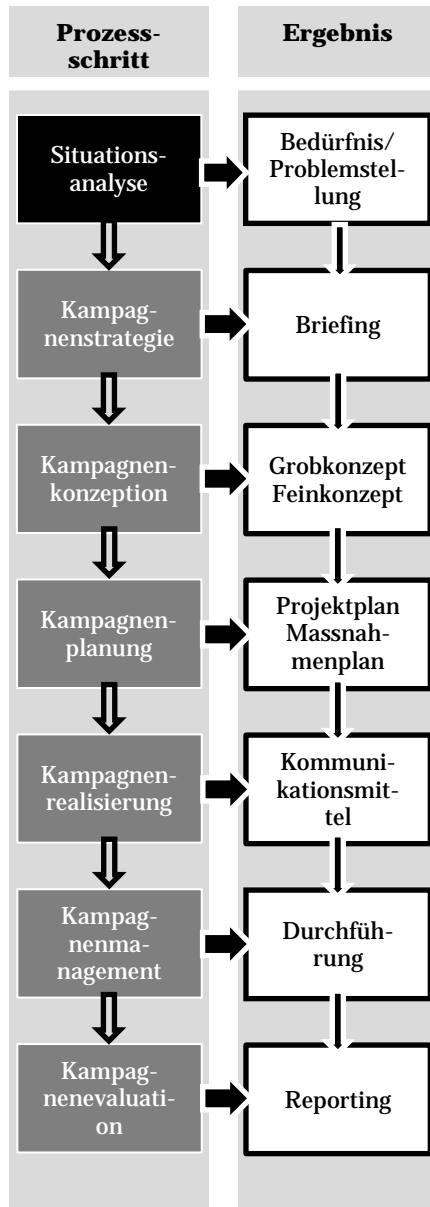 Prozess-
schritt
Ergebnis
Situations-
analyse
Bedürfnis/
Problemstel-
lung
Kampag-
nenstrategie
Briefing
Kampagnen-
konzeption
Grobkonzept
Feinkonzept
Kampagnen-
planung
Projektplan
Massnah-
menplan
Kampagnen-
realisierung
Kommuni-
kationsmit-
tel
Kampag-
nenma-
nagement
Durchfüh-
rung
Kampag-
nenevaluati-
on
Reporting